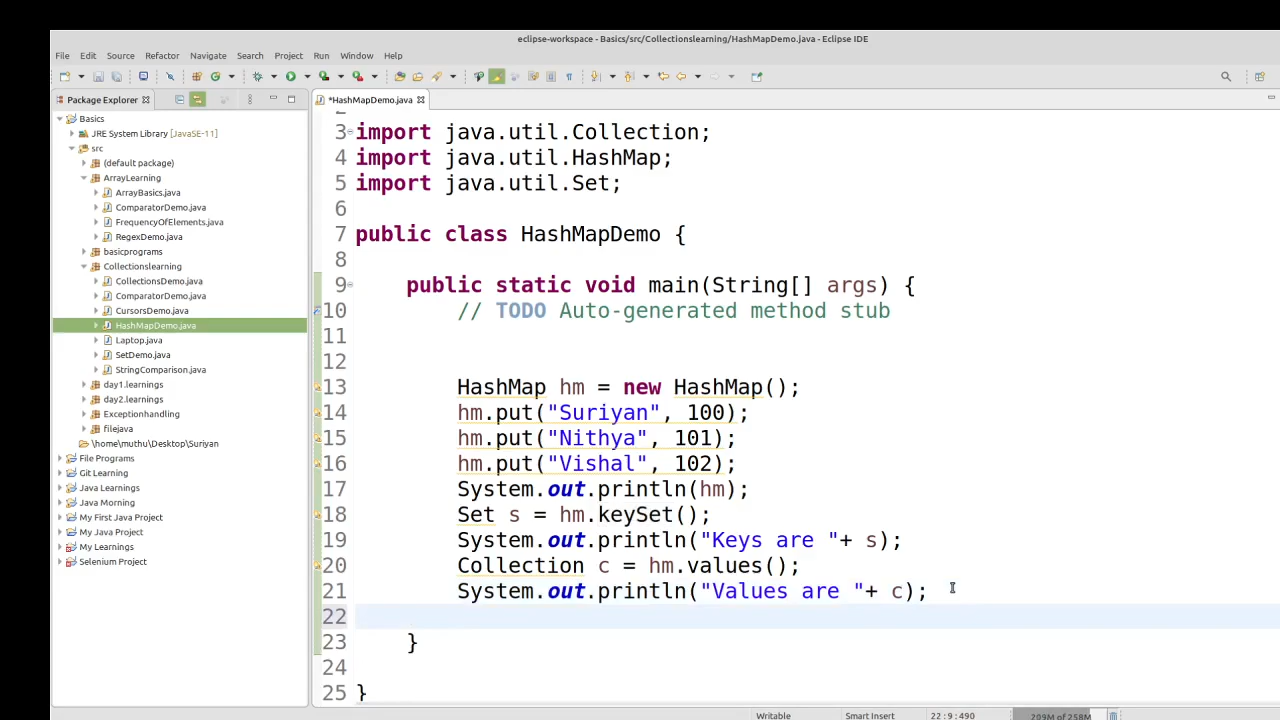 eclipse-workspace - Basics/src/Collectionslearning/HashMapDemo.java - Eclipse IDE
File Edit Source Refactor Navigate Search Project Run Window Help
Package Explorer
*HashMapDemo.java
Basics
JRE System Library [JavaSE-11]
src
(default package)
ArrayLearning
ArrayBasics.java
ComparatorDemo.java
FrequencyOfElements.java
RegexDemo.java
basicprograms
Collectionslearning
CollectionsDemo.java
ComparatorDemo.java
CursorsDemo.java
HashMapDemo.java
Laptop.java
SetDemo.java
StringComparison.java
day1.learnings
day2.learnings
Exceptionhandling
filejava
\home\muthu\Desktop\Suriyan
File Programs
Git Learning
Java Learnings
Java Morning
My First Java Project
My Java Project
My Learnings
Selenium Project
3 import java.util.Collection;
4 import java.util.HashMap;
5 import java.util.Set;
6
7 public class HashMapDemo {
8
9 public static void main(String[] args) {
10 // TODO Auto-generated method stub
11
12
13 HashMap hm = new HashMap();
14 hm.put("Suriyan", 100);
15 hm.put("Nithya", 101);
16 hm.put("Vishal", 102);
17 System.out.println(hm);
18 Set s = hm.keySet();
19 System.out.println("Keys are "+ s);
20 Collection c = hm.values();
21 System.out.println("Values are "+ c);
22
23 }
24
25 }
Writable Smart Insert 22:9:490 209M of 258M